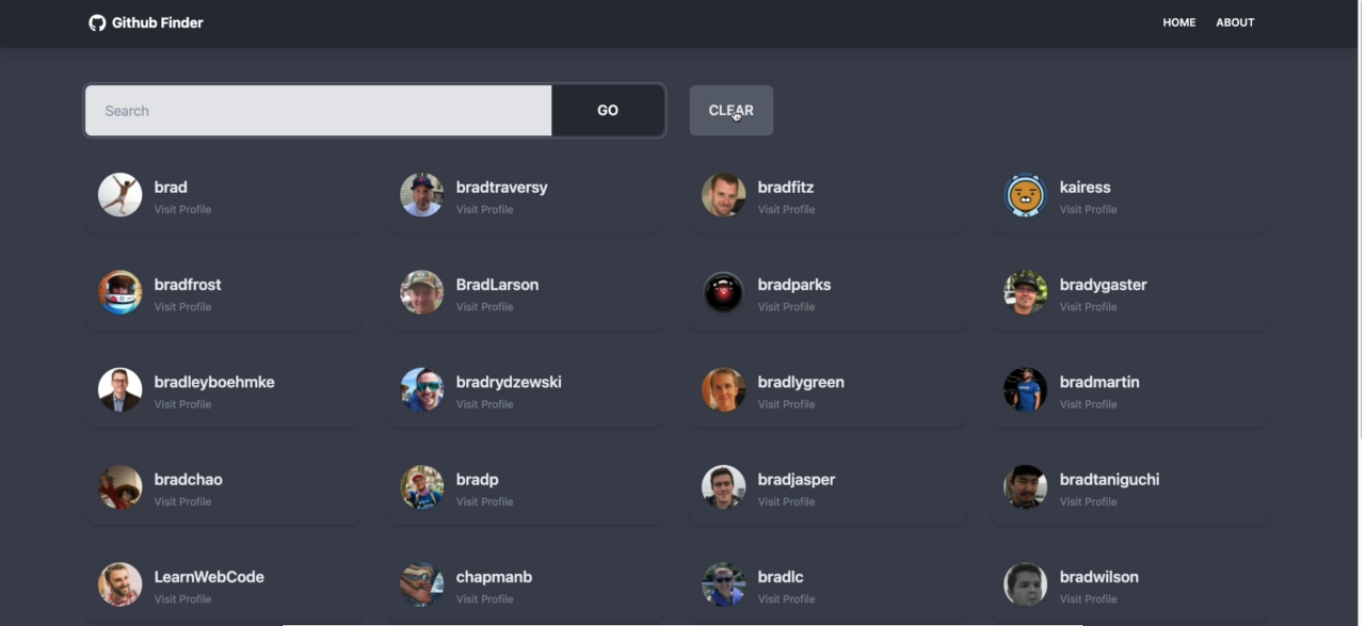 Github Finder
HOME ABOUT
Search
GO
CLEAR
brad
Visit Profile
bradtraversy
Visit Profile
bradfitz
Visit Profile
kairess
Visit Profile
bradfrost
Visit Profile
BradLarson
Visit Profile
bradparks
Visit Profile
bradygaster
Visit Profile
bradleyboehmke
Visit Profile
bradrydzewski
Visit Profile
bradlygreen
Visit Profile
bradmartin
Visit Profile
bradchao
Visit Profile
bradp
Visit Profile
bradjasper
Visit Profile
bradtaniguchi
Visit Profile
LearnWebCode
Visit Profile
chapmanb
Visit Profile
bradlc
Visit Profile
bradwilson
Visit Profile